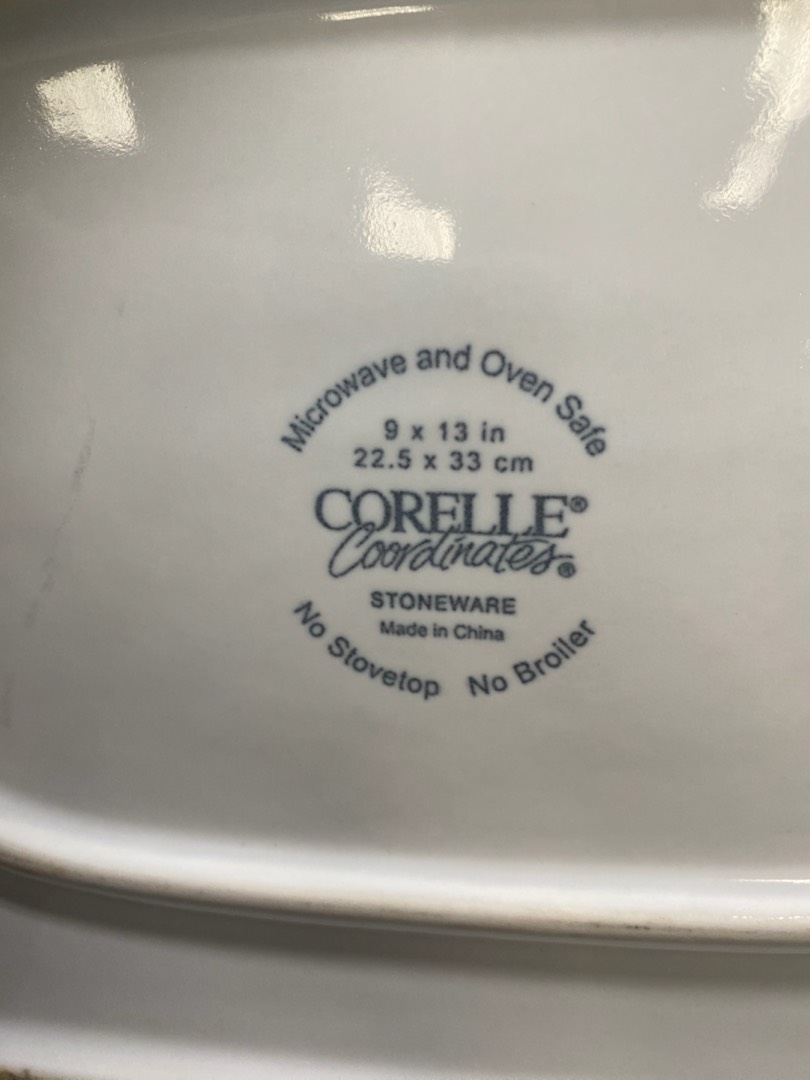 Microwave and Oven Safe
9 x 13 in
22.5 x 33 cm
CORELLE®
Coordinates®
STONEWARE
Made in China
No Stovetop No Broiler